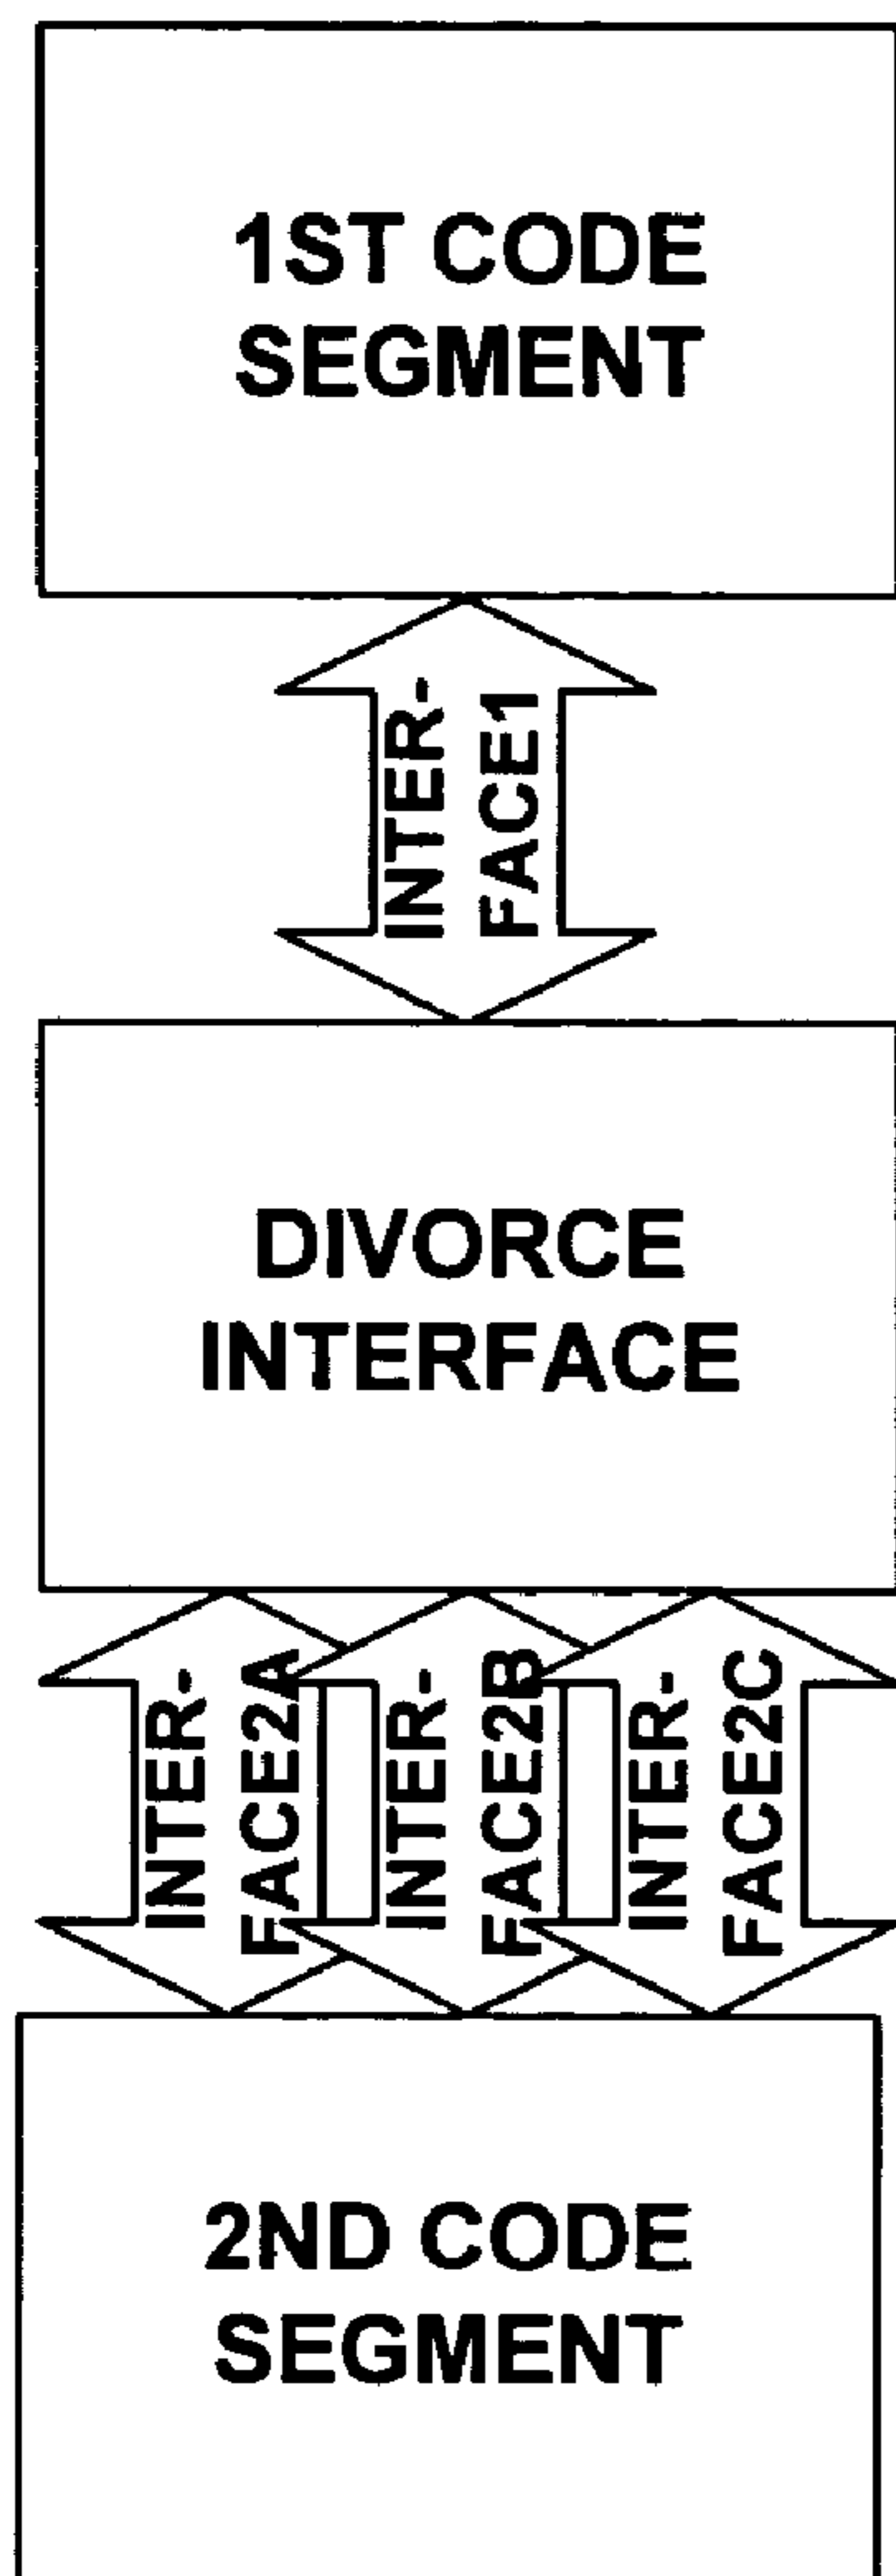 1ST CODE
SEGMENT
INTER-
FACE1
DIVORCE
INTERFACE
INTER-
FACE2A
INTER-
FACE2B
INTER-
FACE2C
2ND CODE
SEGMENT